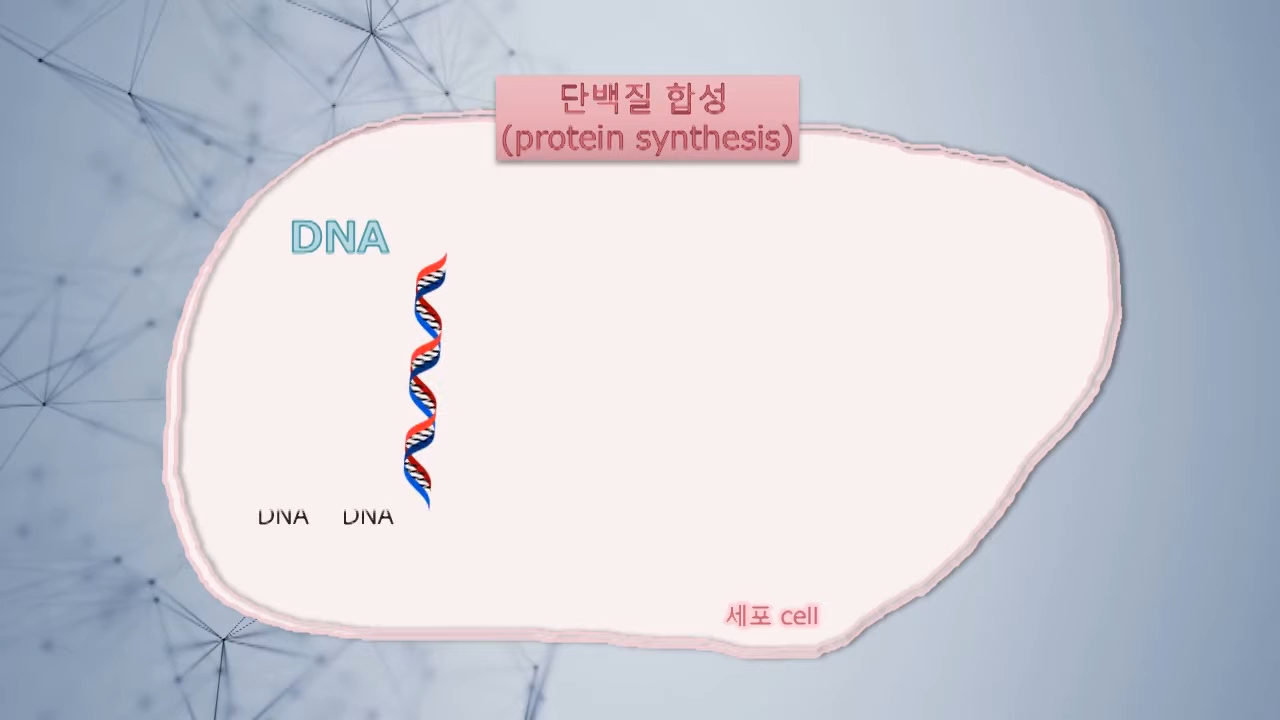 단백질 합성
(protein synthesis)
DNA
DNA DNA
세포 cell